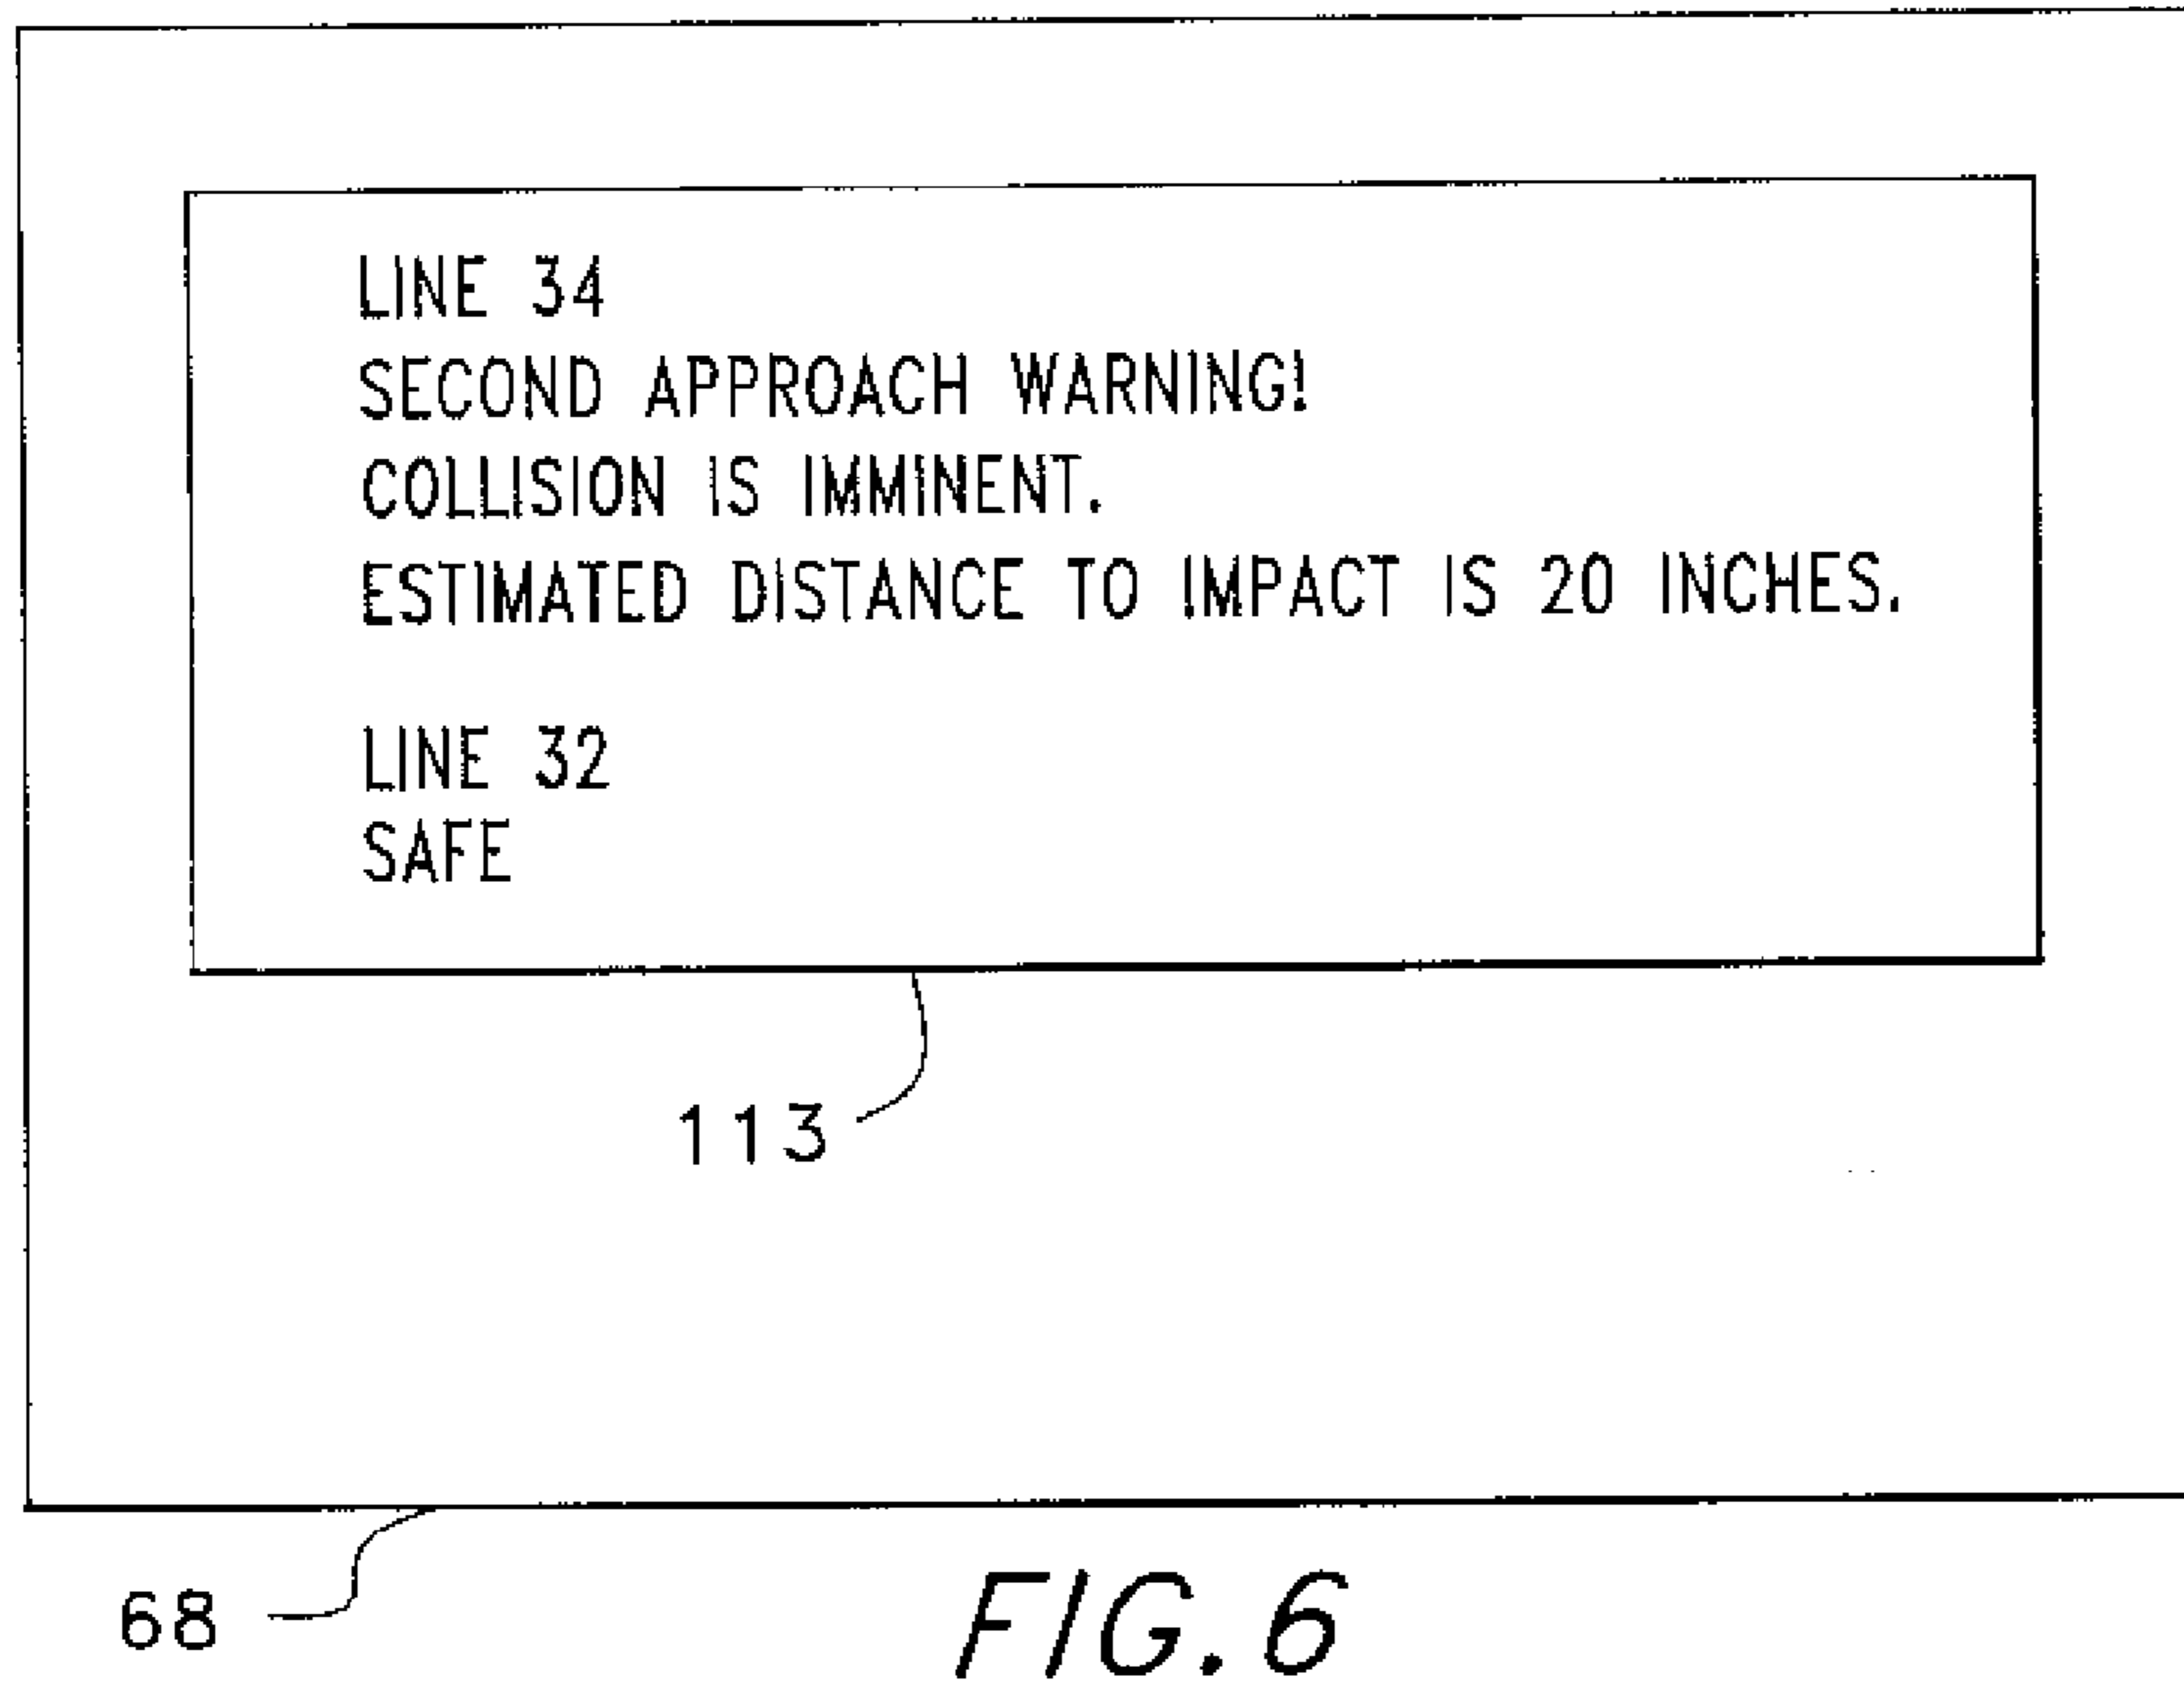 LINE 34
SECOND APPROACH WARNING!
COLLISION IS IMMINENT.
ESTIMATED DISTANCE TO IMPACT IS 20 INCHES.
LINE 32
SAFE
113
68
FIG.6